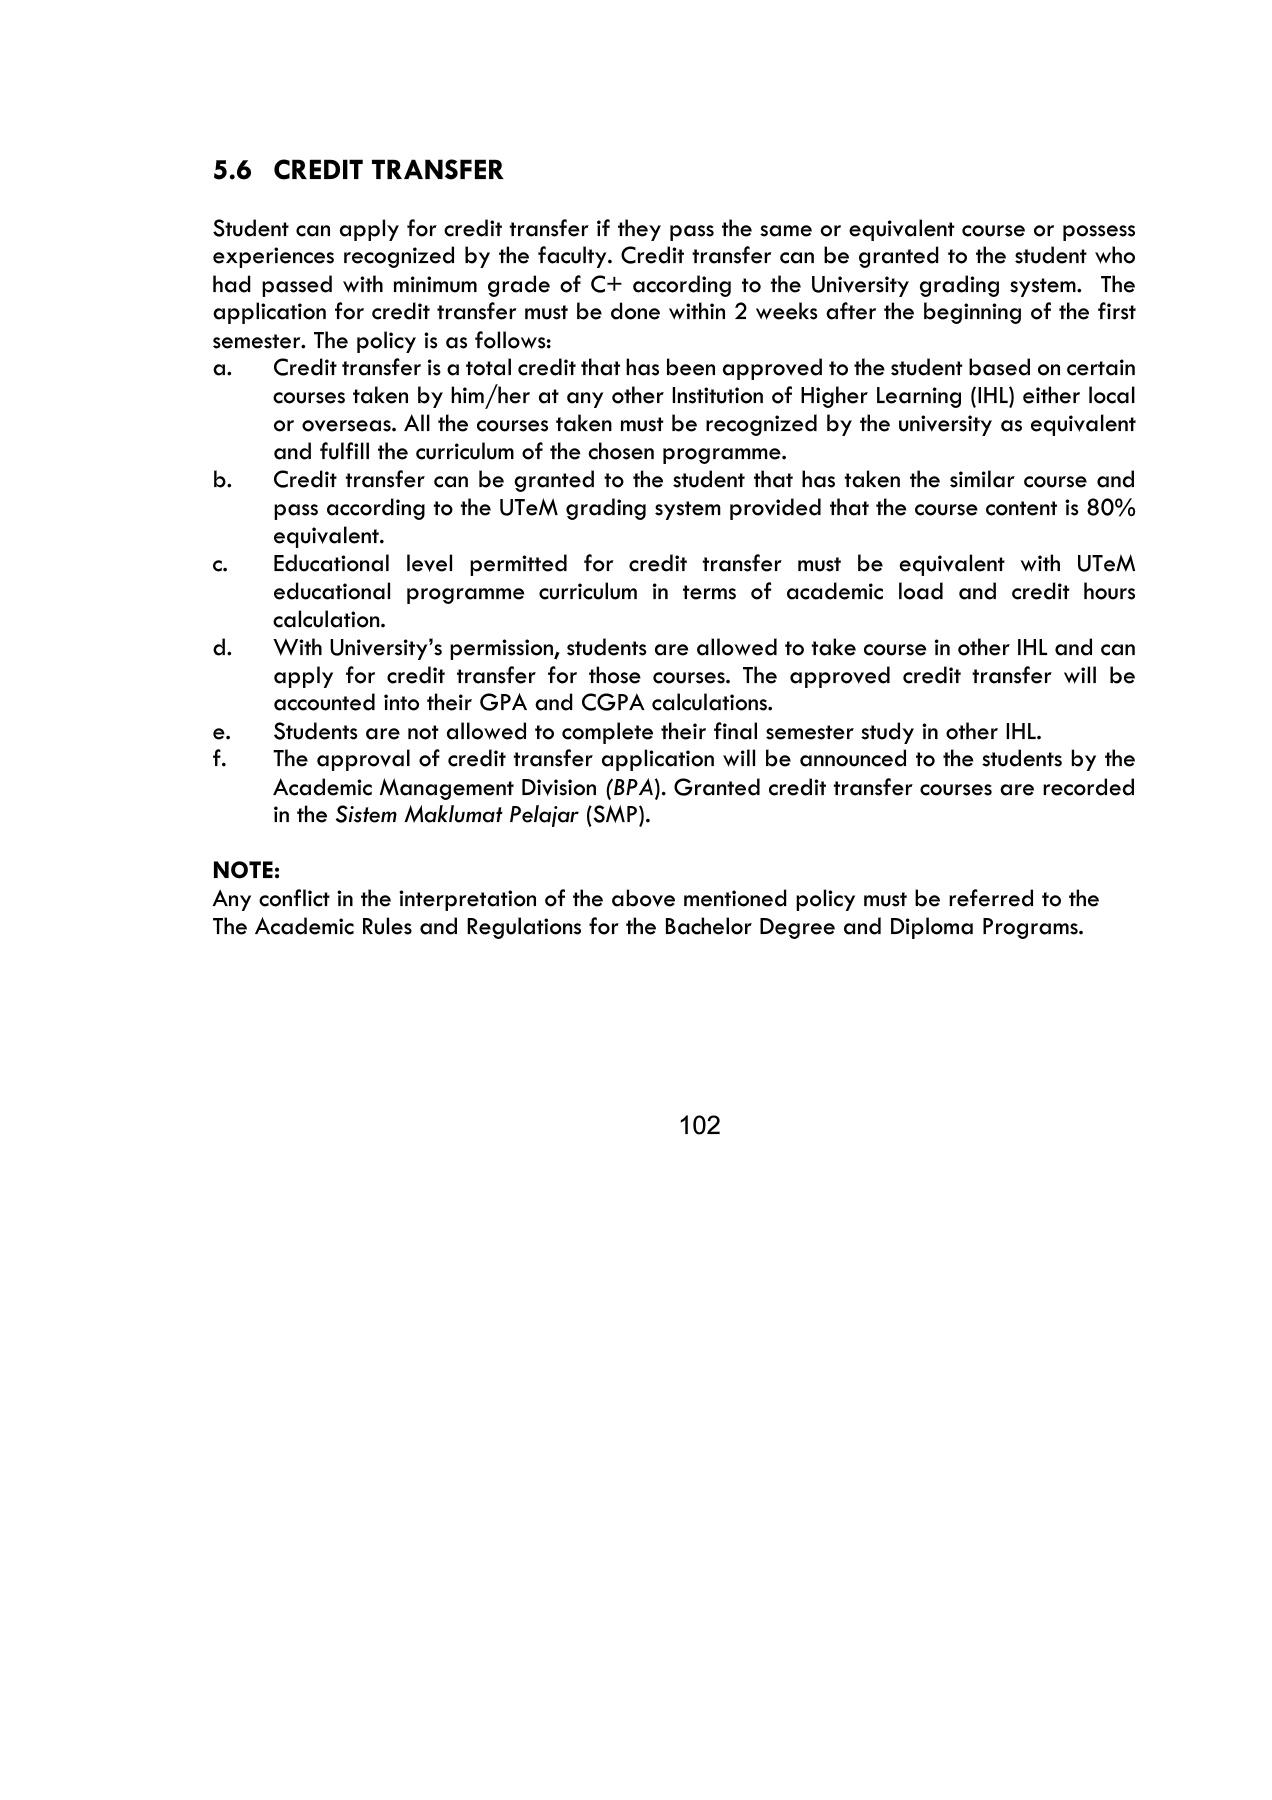 5.6 CREDIT TRANSFER
Student can apply for credit transfer if they pass the same or equivalent course or possess
experiences recognized by the faculty. Credit transfer can be granted to the student who
had passed with minimum grade of C+ according to the University grading system. The
application for credit transfer must be done within 2 weeks after the beginning of the first
semester. The policy is as follows:
a. Credit transfer is a total credit that has been approved to the student based on certain
courses taken by him/her at any other Institution of Higher Learning (IHL) either local
or overseas. All the courses taken must be recognized by the university as equivalent
and fulfill the curriculum of the chosen programme.
b. Credit transfer can be granted to the student that has taken the similar course and
pass according to the UTeM grading system provided that the course content is 80%
equivalent.
c. Educational level permitted for credit transfer must be equivalent with UTeM
educational programme curriculum in terms of academic load and credit hours
calculation.
d. With University’s permission, students are allowed to take course in other IHL and can
apply for credit transfer for those courses. The approved credit transfer will be
accounted into their GPA and CGPA calculations.
e. Students are not allowed to complete their final semester study in other IHL.
f. The approval of credit transfer application will be announced to the students by the
Academic Management Division (BPA). Granted credit transfer courses are recorded
in the Sistem Maklumat Pelajar (SMP).
NOTE:
Any conflict in the interpretation of the above mentioned policy must be referred to the
The Academic Rules and Regulations for the Bachelor Degree and Diploma Programs.
102